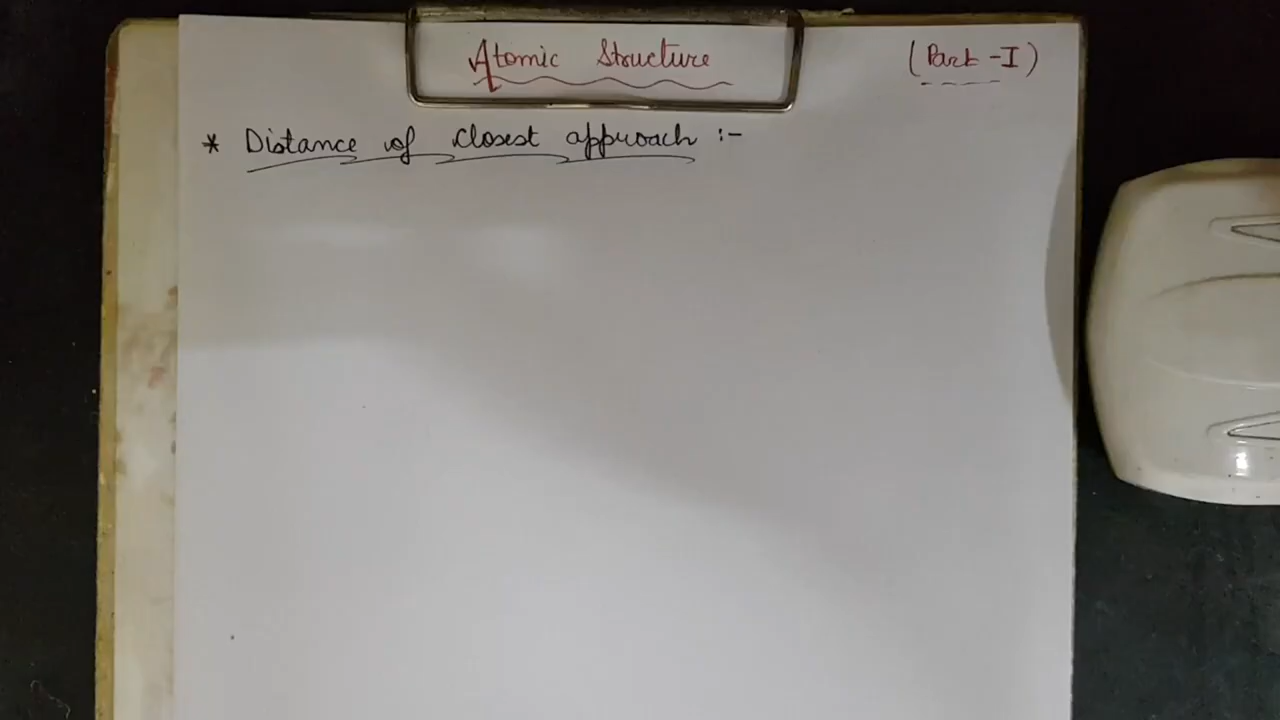 Atomic Structure
(Part -I)
* Distance of closest approach :-